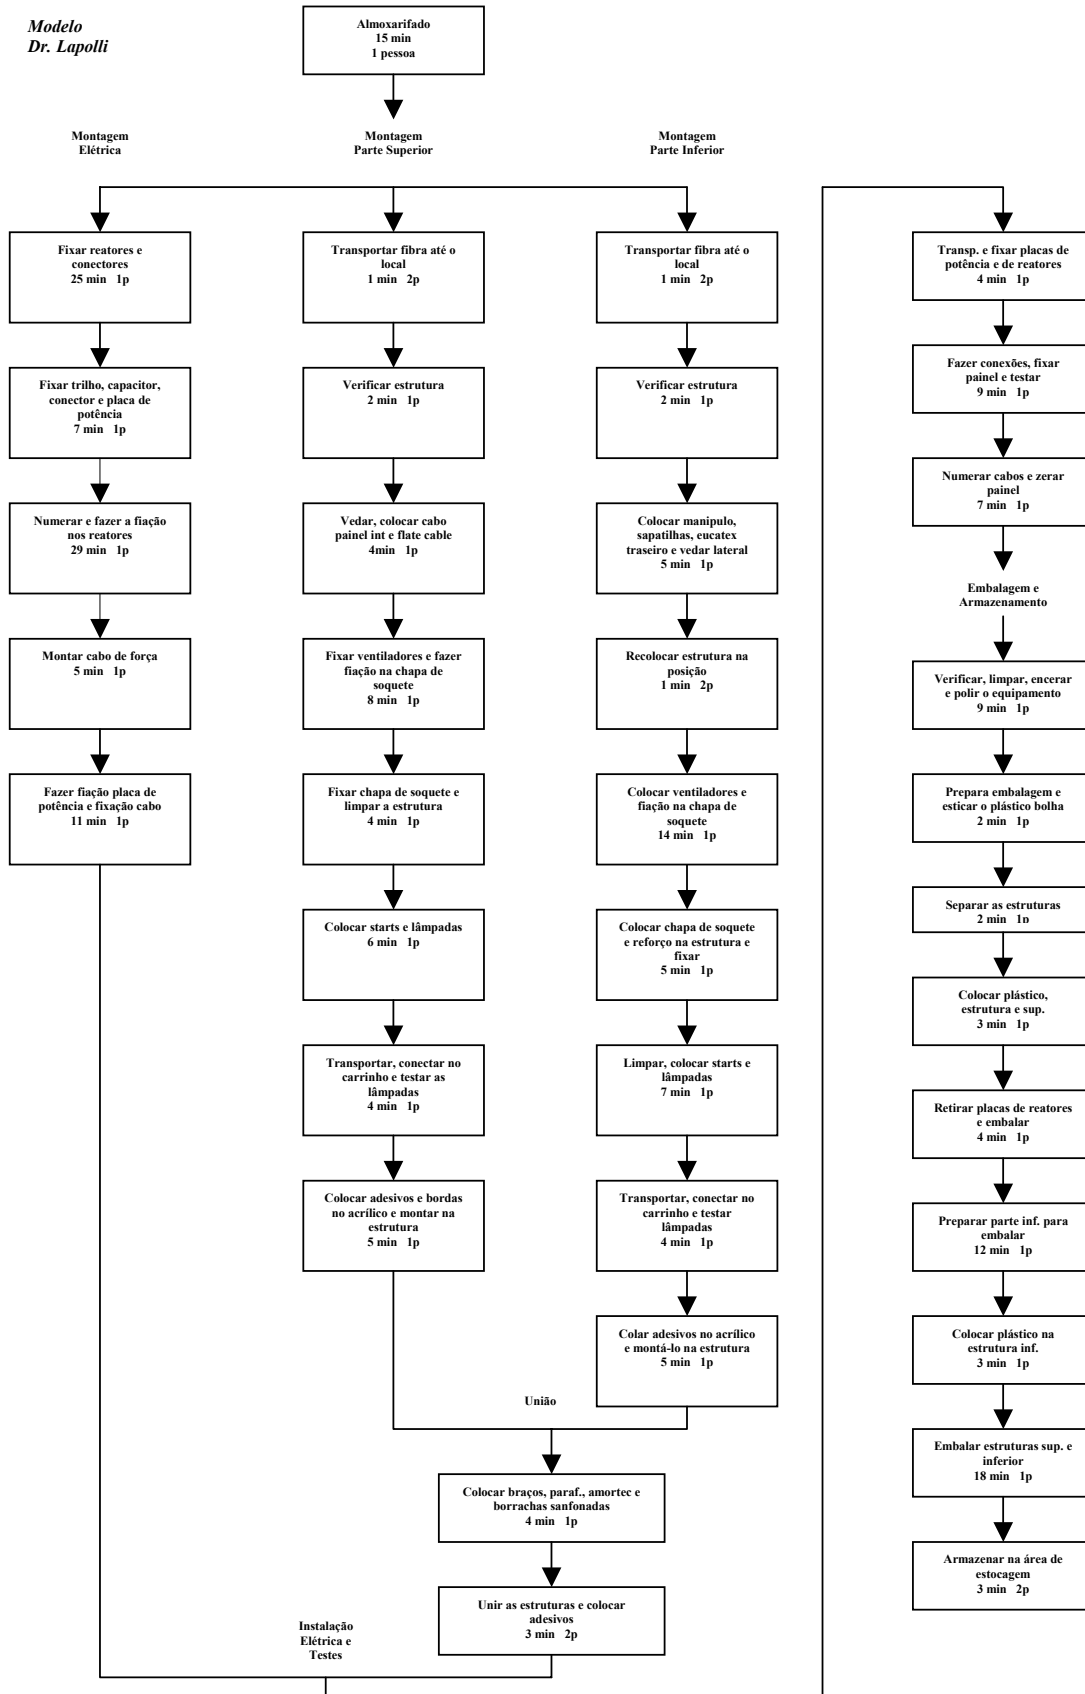 Modelo
Dr. Lapolli
Almoxarifado
15 min
1 pessoa
Montagem
Elétrica
Montagem
Parte Superior
Montagem
Parte Inferior
Fixar reatores e
conectores
25 min 1p
Fixar trilho, capacitor,
conector e placa de
potência
7 min 1p
Numerar e fazer a fiação
nos reatores
29 min 1p
Montar cabo de força
5 min 1p
Fazer fiação placa de
potência e fixação cabo
11 min 1p
Transportar fibra até o
local
1 min 2p
Verificar estrutura
2 min 1p
Vedar, colocar cabo
painel int e flate cable
4min 1p
Fixar ventiladores e fazer
fiação na chapa de
soquete
8 min 1p
Fixar chapa de soquete e
limpar a estrutura
4 min 1p
Colocar starts e lâmpadas
6 min 1p
Transportar, conectar no
carrinho e testar as
lâmpadas
4 min 1p
Colocar adesivos e bordas
no acrílico e montar na
estrutura
5 min 1p
Transportar fibra até o
local
1 min 2p
Verificar estrutura
2 min 1p
Colocar manipulo,
sapatilhas, eucatex
traseiro e vedar lateral
5 min 1p
Recolocar estrutura na
posição
1 min 2p
Colocar ventiladores e
fiação na chapa de
soquete
14 min 1p
Colocar chapa de soquete
e reforço na estrutura e
fixar
5 min 1p
Limpar, colocar starts e
lâmpadas
7 min 1p
Transportar, conectar no
carrinho e testar
lâmpadas
4 min 1p
Colar adesivos no acrílico
e montá-lo na estrutura
5 min 1p
União
Colocar braços, paraf., amortec e
borrachas sanfonadas
4 min 1p
Unir as estruturas e colocar
adesivos
3 min 2p
Instalação
Elétrica e
Testes
Transp. e fixar placas de
potência e de reatores
4 min 1p
Fazer conexões, fixar
painel e testar
9 min 1p
Numerar cabos e zerar
painel
7 min 1p
Embalagem e
Armazenamento
Verificar, limpar, encerar
e polir o equipamento
9 min 1p
Prepara embalagem e
esticar o plástico bolha
2 min 1p
Separar as estruturas
2 min 1p
Colocar plástico,
estrutura e sup.
3 min 1p
Retirar placas de reatores
e embalar
4 min 1p
Preparar parte inf. para
embalar
12 min 1p
Colocar plástico na
estrutura inf.
3 min 1p
Embalar estruturas sup. e
inferior
18 min 1p
Armazenar na área de
estocagem
3 min 2p